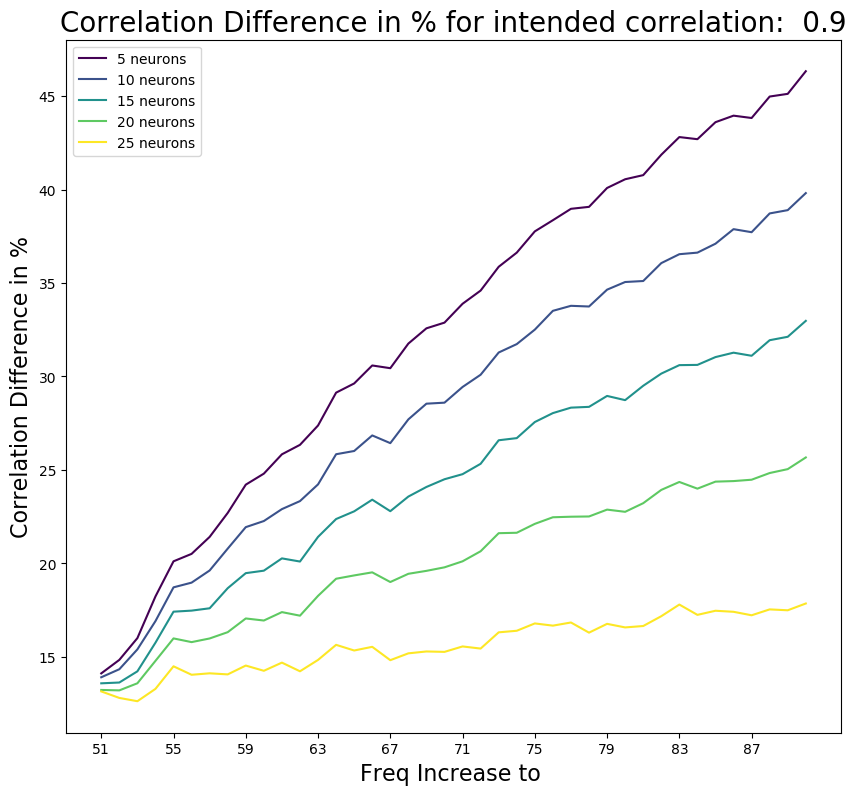 Correlation Difference in % for intended correlation:  0.9
5 neurons
10 neurons
15 neurons
20 neurons
25 neurons
Correlation Difference in %
45
40
35
30
25
20
15
51 55 59 63 67 71 75 79 83 87
Freq Increase to